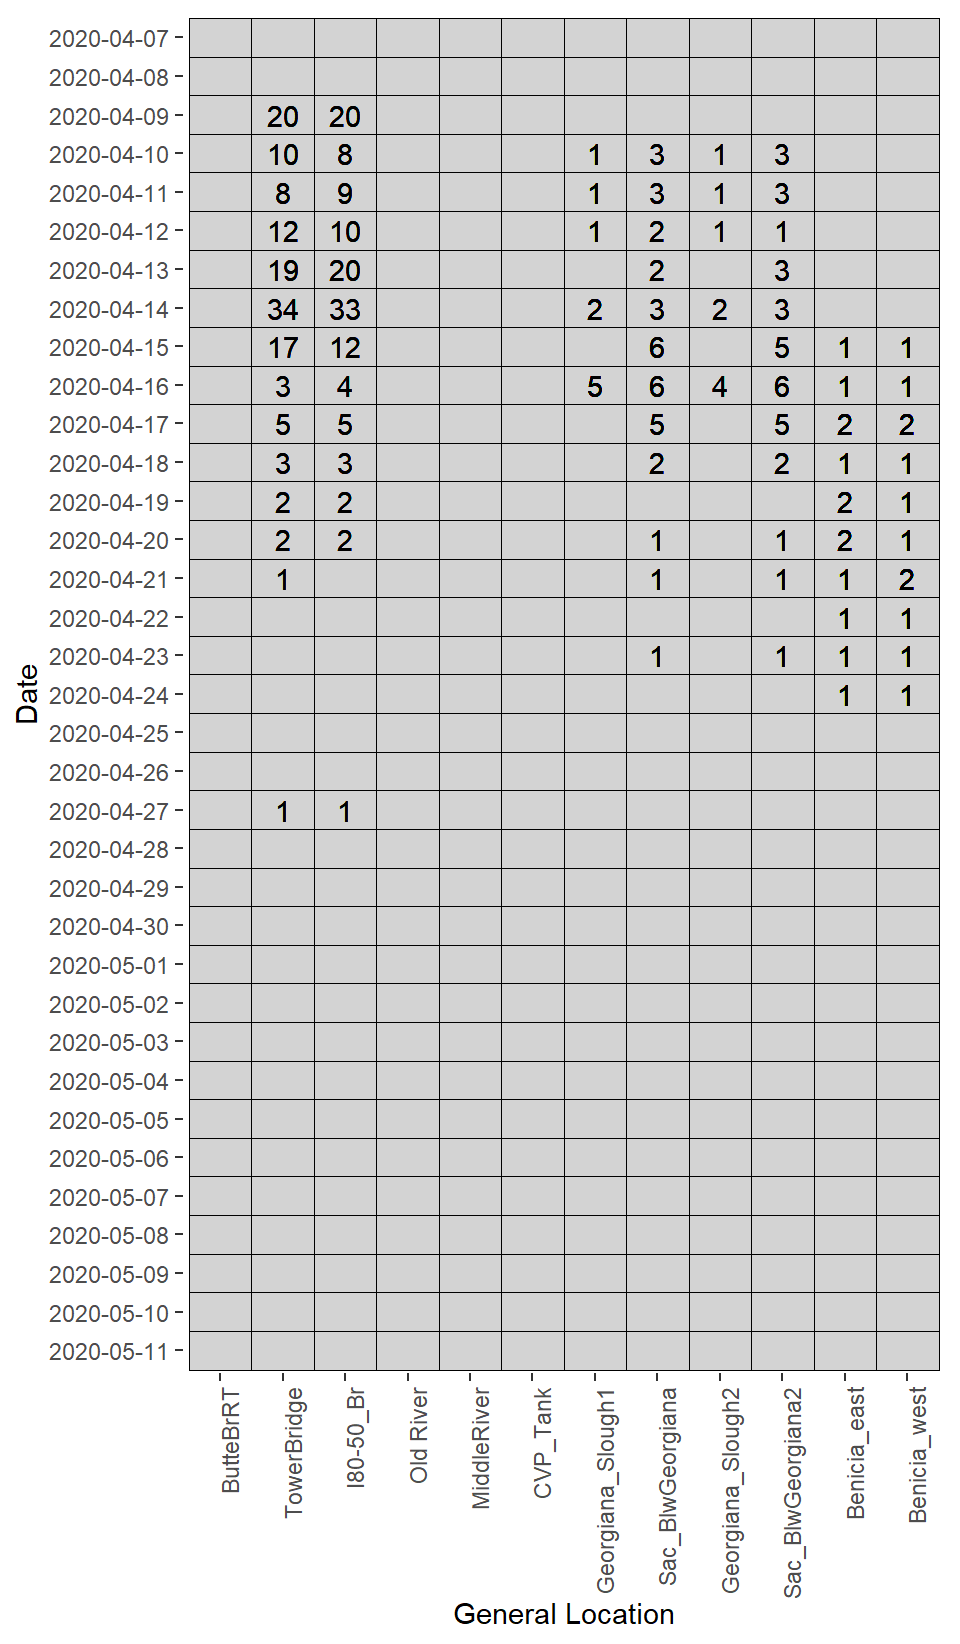 2020-04-07
2020-04-08
2020-04-09 20 20
2020-04-10 10 8 1 3 1 3
2020-04-11 8 9 1 3 1 3
2020-04-12 12 10 1 2 1 1
2020-04-13 19 20 2 3
2020-04-14 34 33 2 3 2 3
2020-04-15 17 12 6 5 1 1
2020-04-16 3 4 5 6 4 6 1 1
2020-04-17 5 5 5 5 2 2
2020-04-18 3 3 2 2 1 1
2020-04-19 2 2 2 1
2020-04-20 2 2 1 1 2 1
2020-04-21 1 1 1 1 2
2020-04-22 1 1
2020-04-23 1 1 1 1
2020-04-24 1 1
2020-04-25
2020-04-26
2020-04-27 1 1
2020-04-28
2020-04-29
2020-04-30
2020-05-01
2020-05-02
2020-05-03
2020-05-04
2020-05-05
2020-05-06
2020-05-07
2020-05-08
2020-05-09
2020-05-10
2020-05-11
Date
ButteBrRT
TowerBridge
I80-50_Br
Old River
MiddleRiver
CVP_Tank
Georgiana_Slough1
Sac_BlwGeorgiana
Georgiana_Slough2
Sac_BlwGeorgiana2
Benicia_east
Benicia_west
General Location